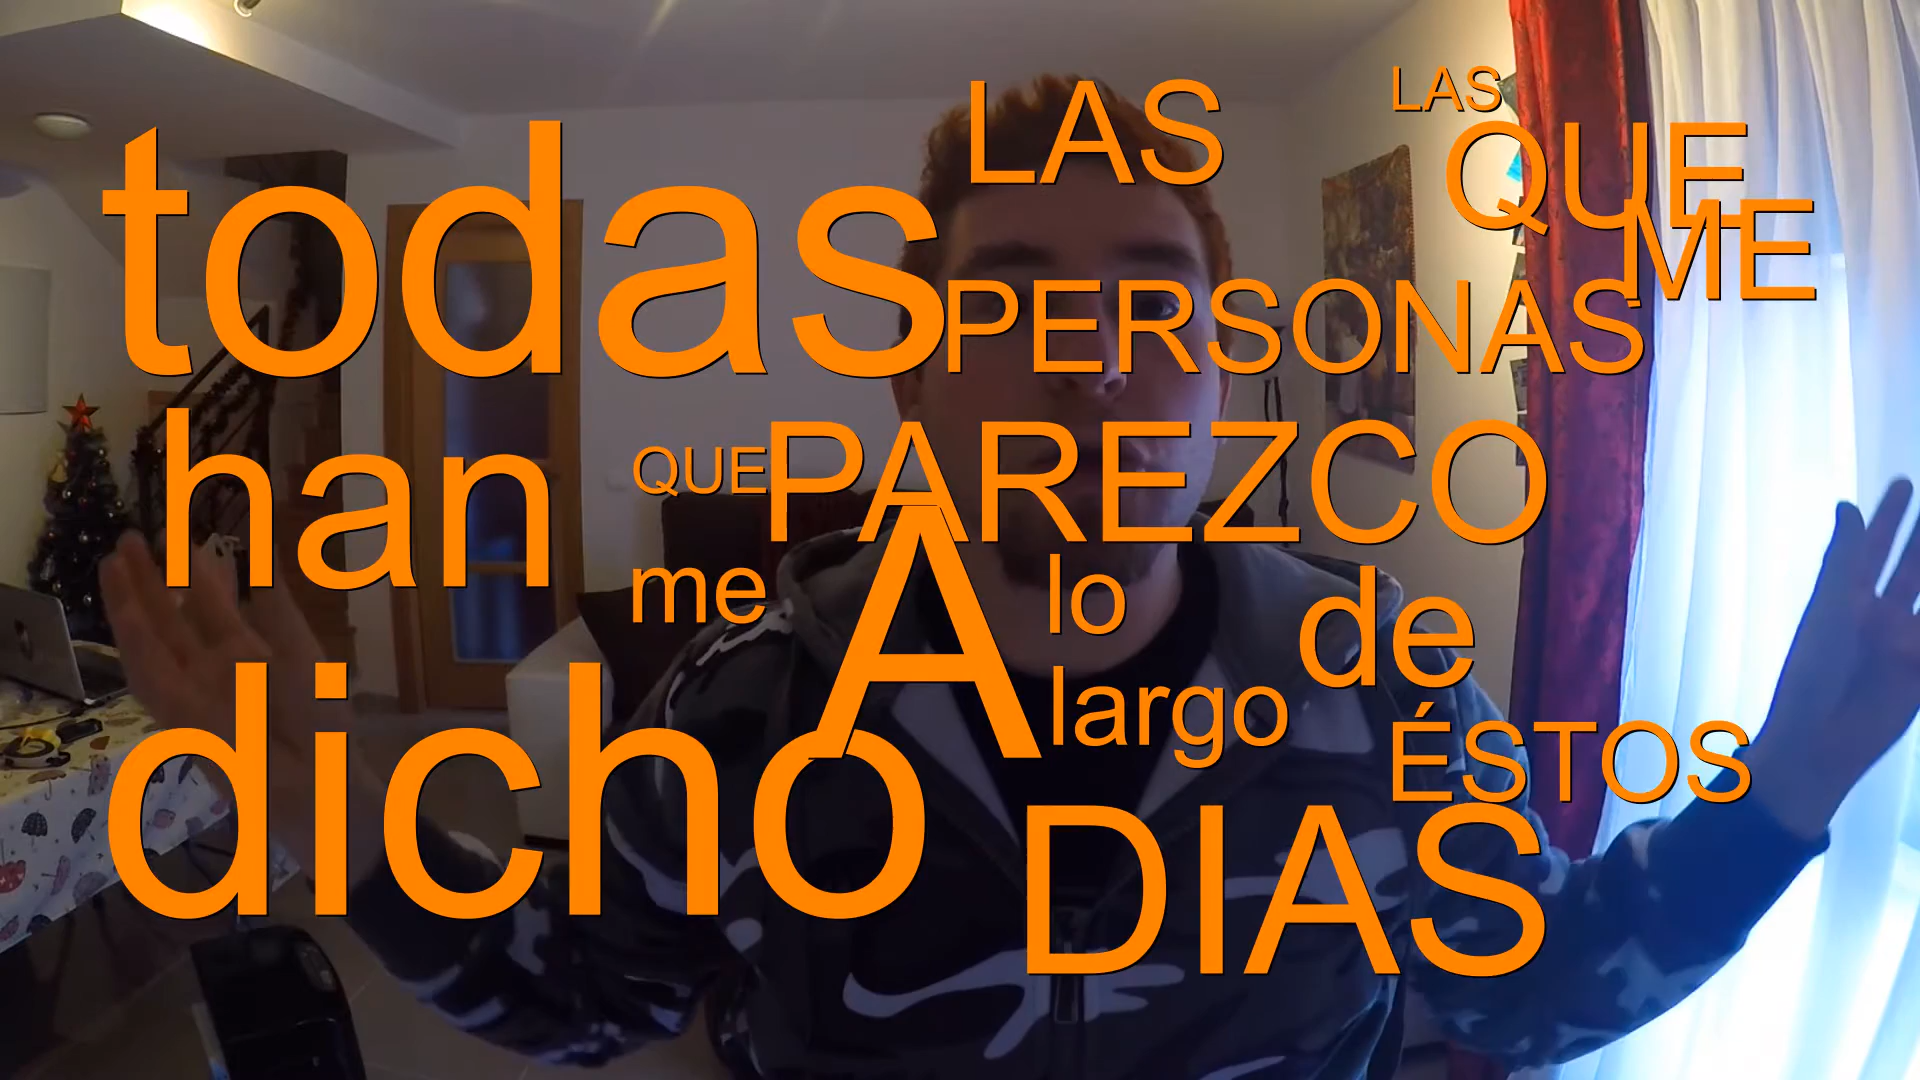 todas LAS LAS
QUE
PERSONAS ME
han QUE PAREZCO
me A lo de
dicho largo ÉSTOS
DIAS